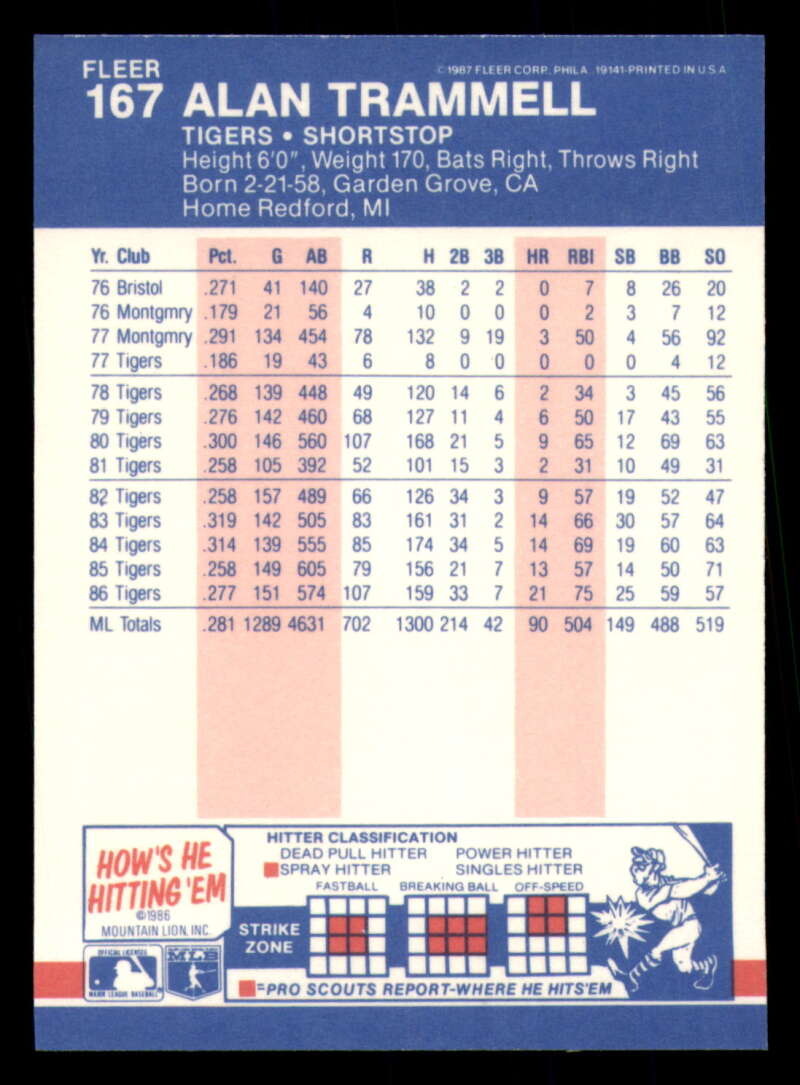 FLEER
©1987 FLEER CORP. PHILA. 19141-PRINTED IN U.S.A.
167 ALAN TRAMMELL
TIGERS • SHORTSTOP
Height 6'0", Weight 170, Bats Right, Throws Right
Born 2-21-58, Garden Grove, CA
Home Redford, MI
Yr. Club Pct. G AB R H 2B 3B HR RBI SB BB SO
76 Bristol .271 41 140 27 38 2 2 0 7 8 26 20
76 Montgmry .179 21 56 4 10 0 0 0 2 3 7 12
77 Montgmry .291 134 454 78 132 9 19 3 50 4 56 92
77 Tigers .186 19 43 6 8 0 0 0 0 0 4 12
78 Tigers .268 139 448 49 120 14 6 2 34 3 45 56
79 Tigers .276 142 460 68 127 11 4 6 50 17 43 55
80 Tigers .300 146 560 107 168 21 5 9 65 12 69 63
81 Tigers .258 105 392 52 101 15 3 2 31 10 49 31
82 Tigers .258 157 489 66 126 34 3 9 57 19 52 47
83 Tigers .319 142 505 83 161 31 2 14 66 30 57 64
84 Tigers .314 139 555 85 174 34 5 14 69 19 60 63
85 Tigers .258 149 605 79 156 21 7 13 57 14 50 71
86 Tigers .277 151 574 107 159 33 7 21 75 25 59 57
ML Totals .281 1289 4631 702 1300 214 42 90 504 149 488 519
HOW'S HE
HITTING 'EM
©1986
MOUNTAIN LION, INC.
HITTER CLASSIFICATION
DEAD PULL HITTER POWER HITTER
SPRAY HITTER SINGLES HITTER
FASTBALL BREAKING BALL OFF-SPEED
STRIKE
ZONE
=PRO SCOUTS REPORT-WHERE HE HITS'EM
OFFICIAL LICENSEE
MAJOR LEAGUE BASEBALL
MLB